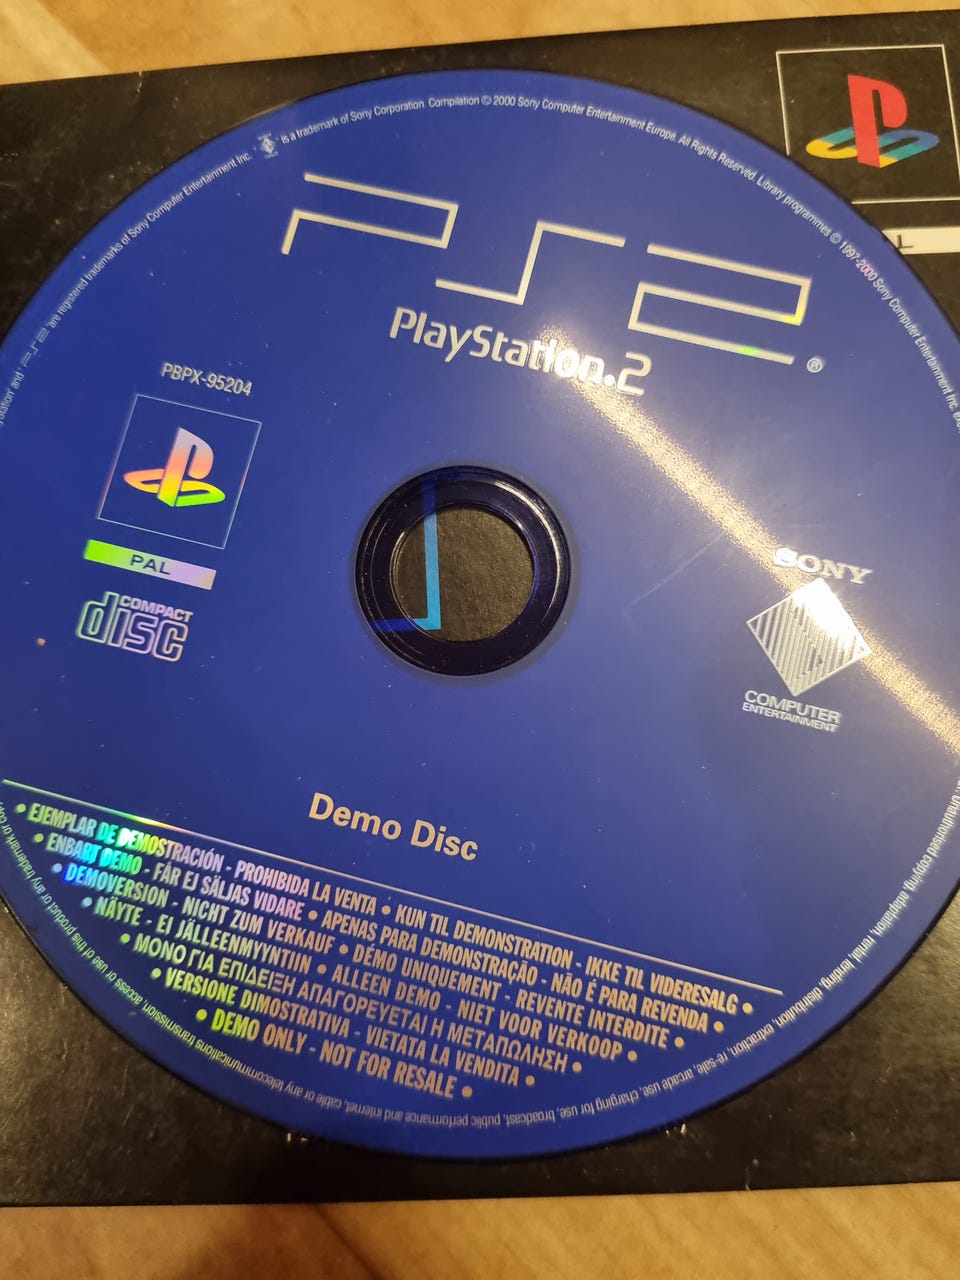 are registered trademarks of Sony Computer Entertainment Inc. is a trademark of Sony Corporation. Compilation © 2000 Sony Computer Entertainment Europe. All Rights Reserved. Library programmes © 1997-2000 Sony Computer Entertainment Inc.
PS2
PlayStation.2 ®
PBPX-95204
PAL
COMPACT
disc
SONY
COMPUTER
ENTERTAINMENT
Demo Disc
• EJEMPLAR DE DEMOSTRACIÓN - PROHIBIDA LA VENTA • KUN TIL DEMONSTRATION - IKKE TIL VIDERESALG •
• ENBART DEMO - FÅR EJ SÄLJAS VIDARE • APENAS PARA DEMONSTRAÇÃO - NÃO É PARA REVENDA •
• DEMOVERSION - NICHT ZUM VERKAUF • DÉMO UNIQUEMENT - REVENTE INTERDITE •
• NÄYTE - EI JÄLLEENMYYNTIIN • ALLEEN DEMO - NIET VOOR VERKOOP •
• ΜΟΝΟ ΓΙΑ ΕΠΙΔΕΙΞΗ ΑΠΑΓΟΡΕΥΕΤΑΙ Η ΜΕΤΑΠΩΛΗΣΗ •
• VERSIONE DIMOSTRATIVA - VIETATA LA VENDITA •
• DEMO ONLY - NOT FOR RESALE •
Unauthorised copying, adaptation, rental, lending, distribution, extraction, re-sale, arcade use, charging for use, broadcast, public performance and internet, cable or any telecommunications transmission, access or use of this product or any trademark or copy